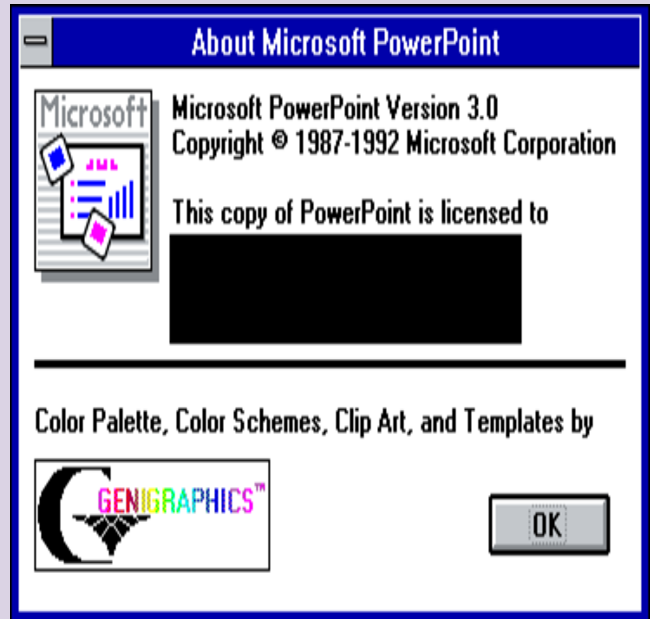 About Microsoft PowerPoint
Microsoft
Microsoft PowerPoint Version 3.0
Copyright © 1987-1992 Microsoft Corporation
This copy of PowerPoint is licensed to
Color Palette, Color Schemes, Clip Art, and Templates by
GENIGRAPHICS™
OK